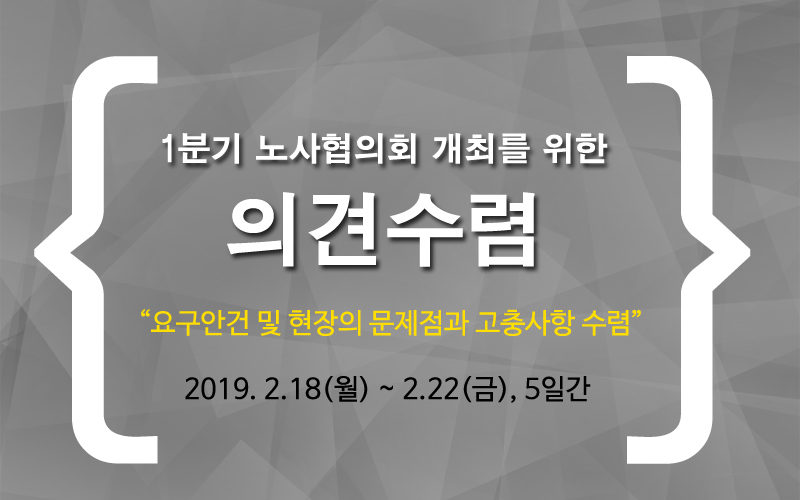 1분기 노사협의회 개최를 위한
의견수렴
“요구안건 및 현장의 문제점과 고충사항 수렴”
2019. 2.18(월) ~ 2.22(금), 5일간